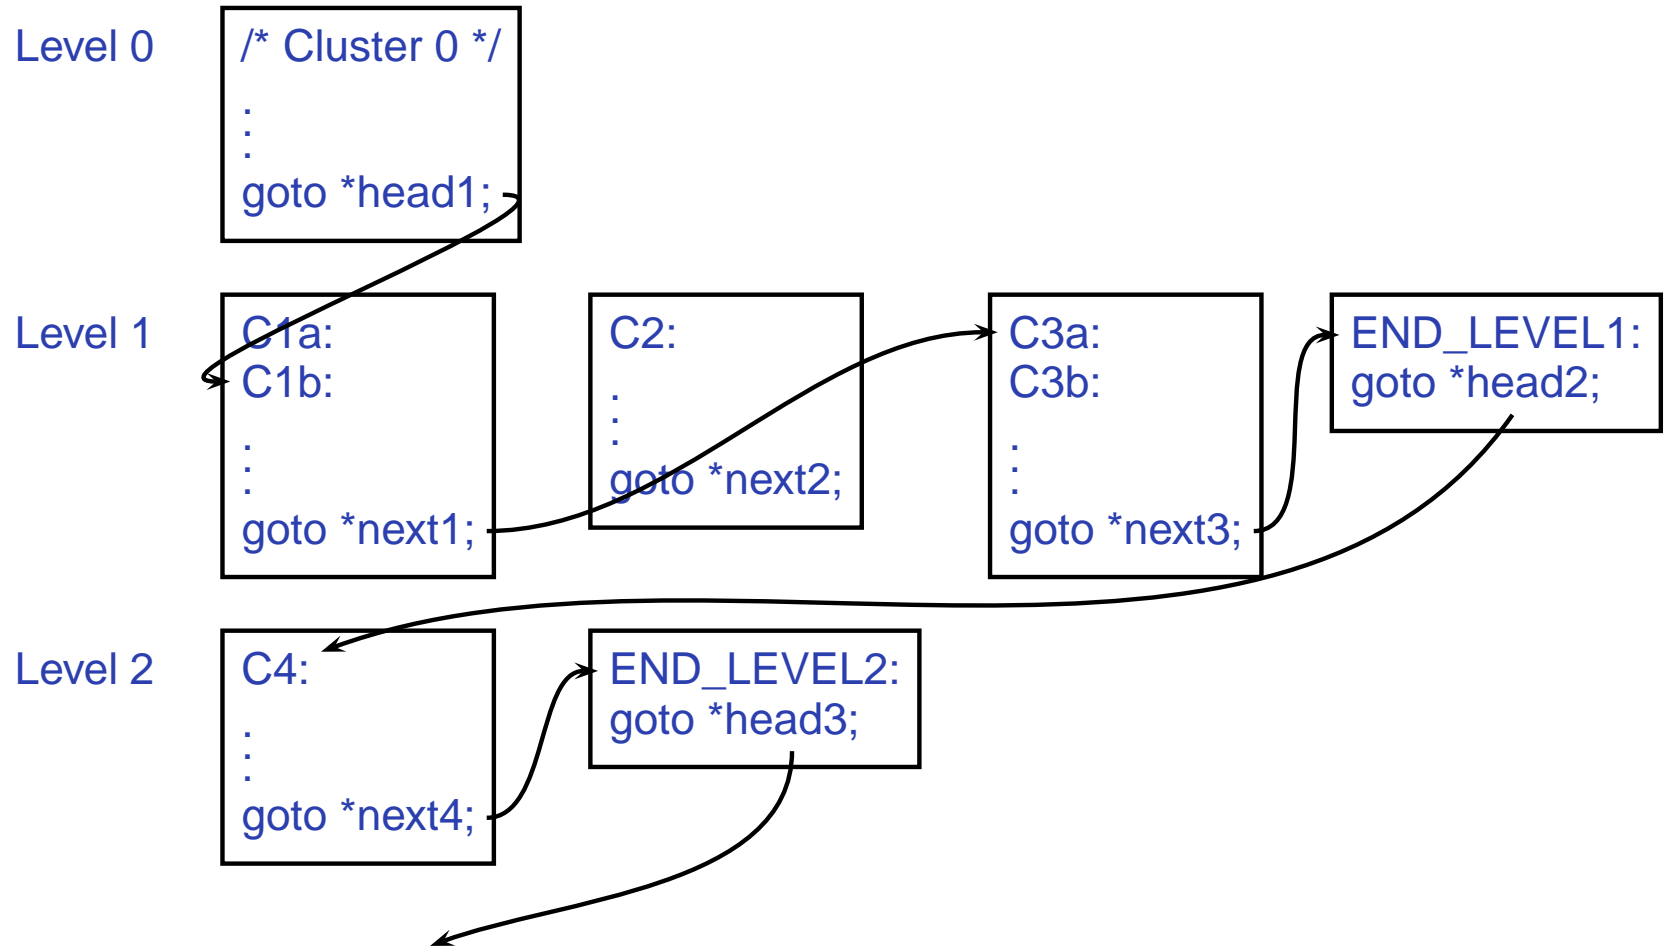 Level 0
/* Cluster 0 */
.
.
.
goto *head1;
Level 1
C1a:
C1b:
.
.
.
goto *next1;
C2:
.
.
.
goto *next2;
C3a:
C3b:
.
.
.
goto *next3;
END_LEVEL1:
goto *head2;
Level 2
C4:
.
.
.
goto *next4;
END_LEVEL2:
goto *head3;